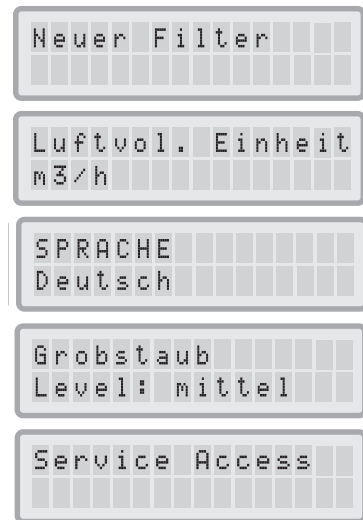 Neuer Filter
Luftvol. Einheit
m3/h
SPRACHE
Deutsch
Grobstaub
Level: mittel
Service Access